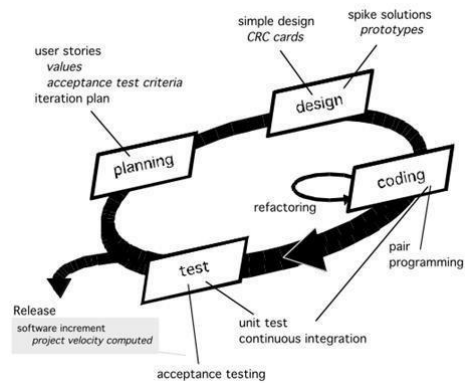 spike solutions
prototypes
simple design
CRC cards
user stories
values
acceptance test criteria
iteration plan
design
planning
coding
refactoring
test
pair
programming
Release
software increment
project velocity computed
unit test
continuous integration
acceptance testing